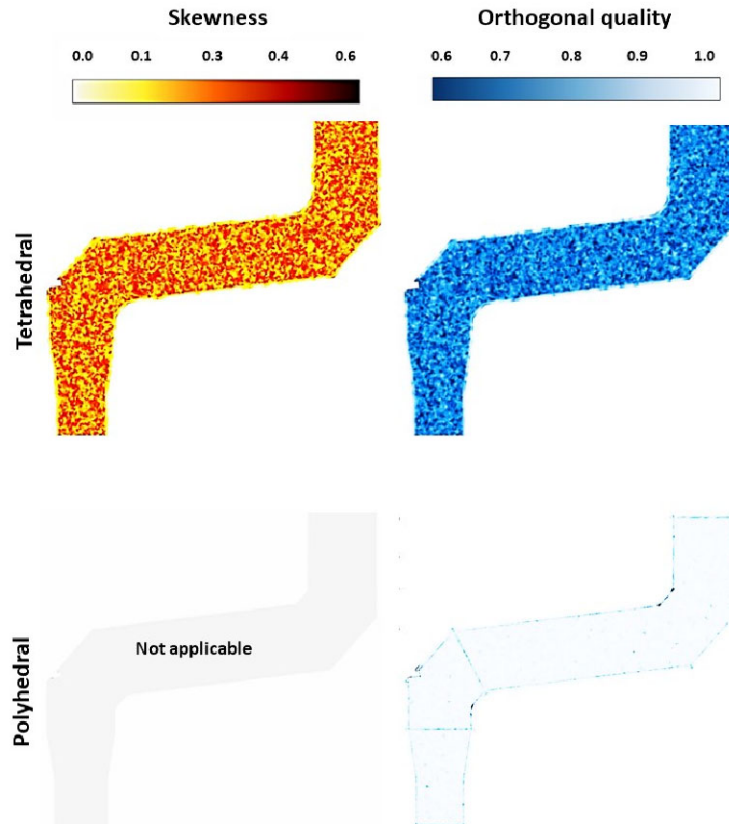 Skewness
Orthogonal quality
0.0 0.1 0.3 0.4 0.6
0.6 0.7 0.8 0.9 1.0
Tetrahedral
Not applicable
Polyhedral